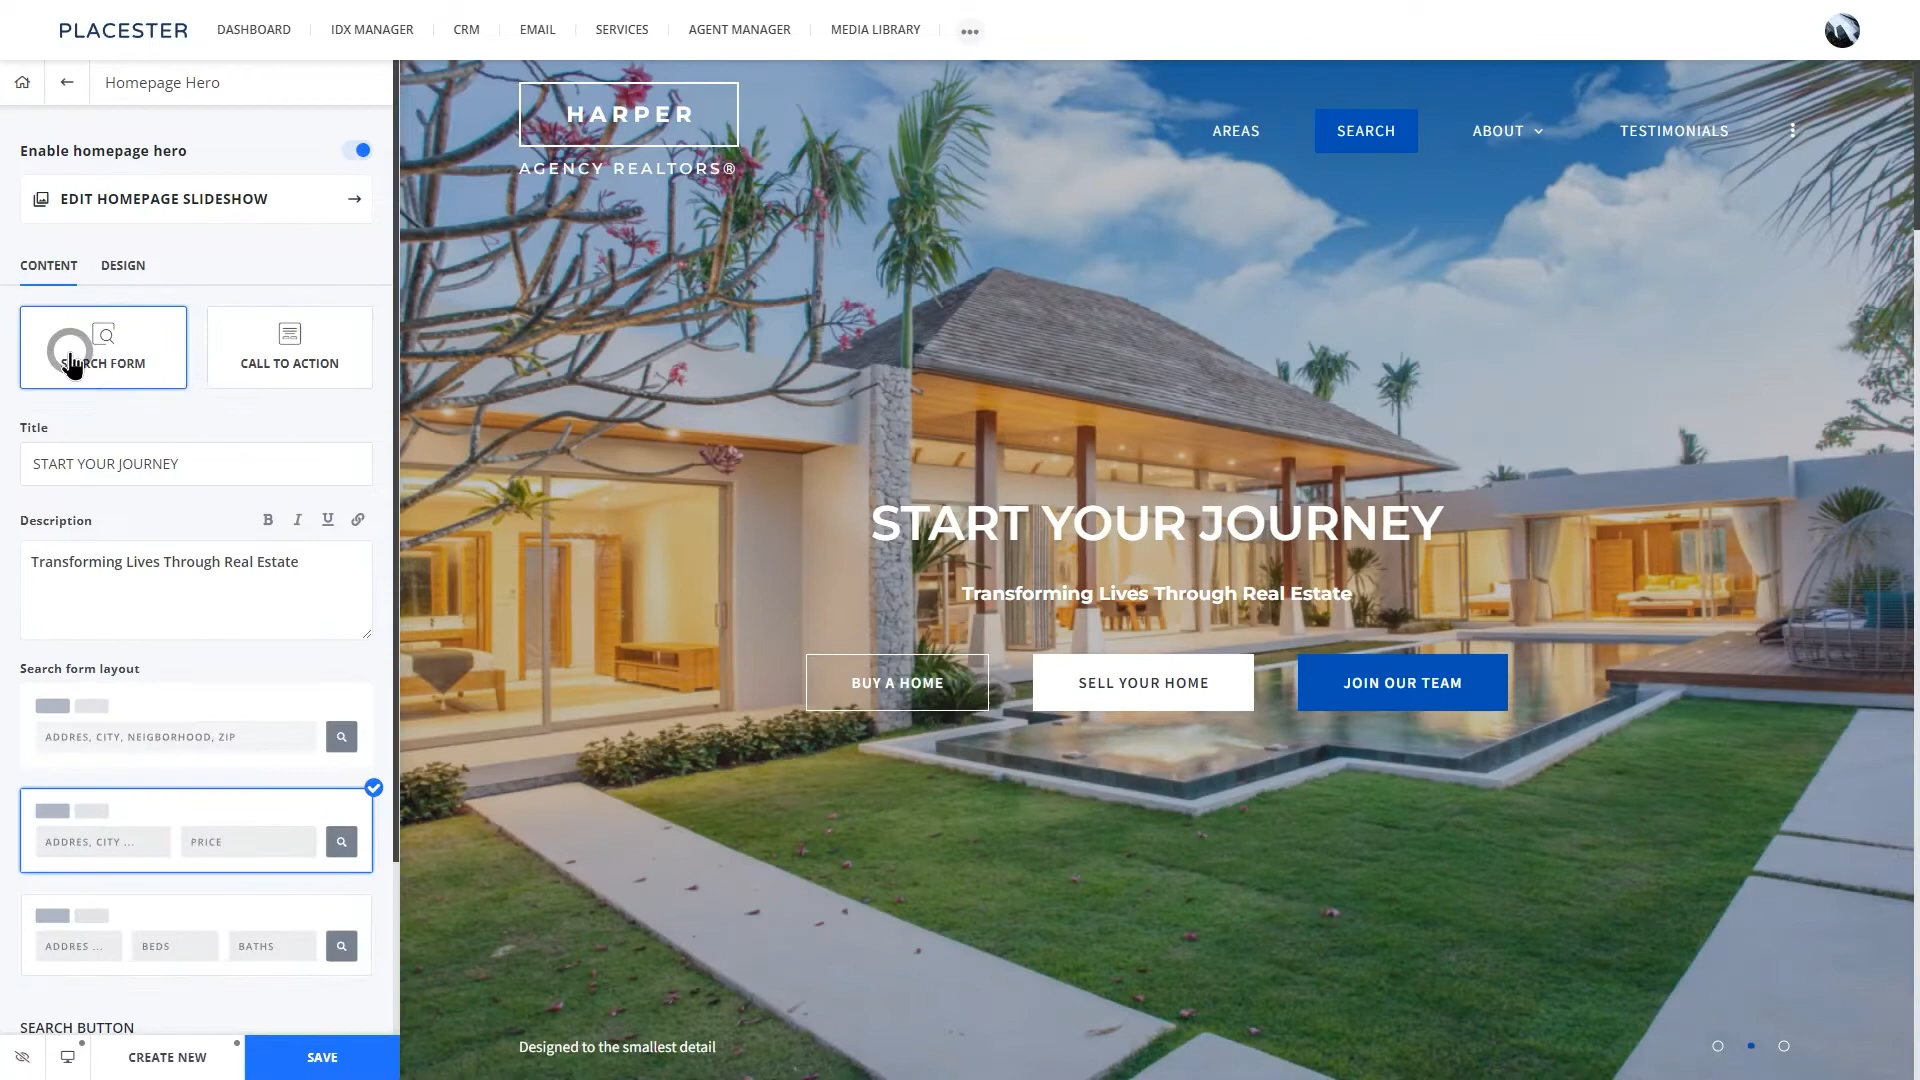 PLACESTER
DASHBOARD
IDX MANAGER
CRM
EMAIL
SERVICES
AGENT MANAGER
MEDIA LIBRARY
Homepage Hero
Enable homepage hero
EDIT HOMEPAGE SLIDESHOW
CONTENT
DESIGN
SEARCH FORM
CALL TO ACTION
Title
START YOUR JOURNEY
Description
B I U
Transforming Lives Through Real Estate
Search form layout
ADDRES, CITY, NEIGBORHOOD, ZIP
ADDRES, CITY ...
PRICE
ADDRES ...
BEDS
BATHS
SEARCH BUTTON
CREATE NEW
SAVE
HARPER
AGENCY REALTORS®
AREAS
SEARCH
ABOUT
TESTIMONIALS
START YOUR JOURNEY
Transforming Lives Through Real Estate
BUY A HOME
SELL YOUR HOME
JOIN OUR TEAM
Designed to the smallest detail